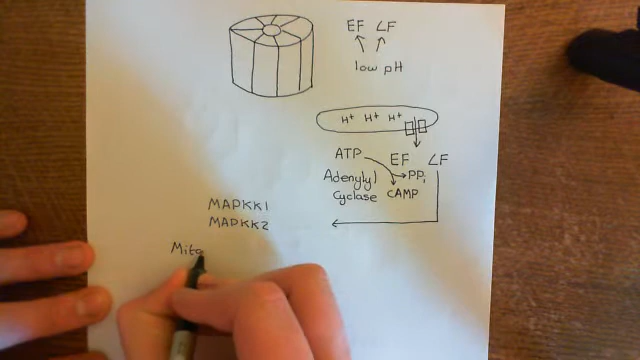 EF LF
low pH
H+ H+ H+
ATP EF LF
Adenylyl PPi
Cyclase cAMP
MAPKK1
MAPKK2
Mito